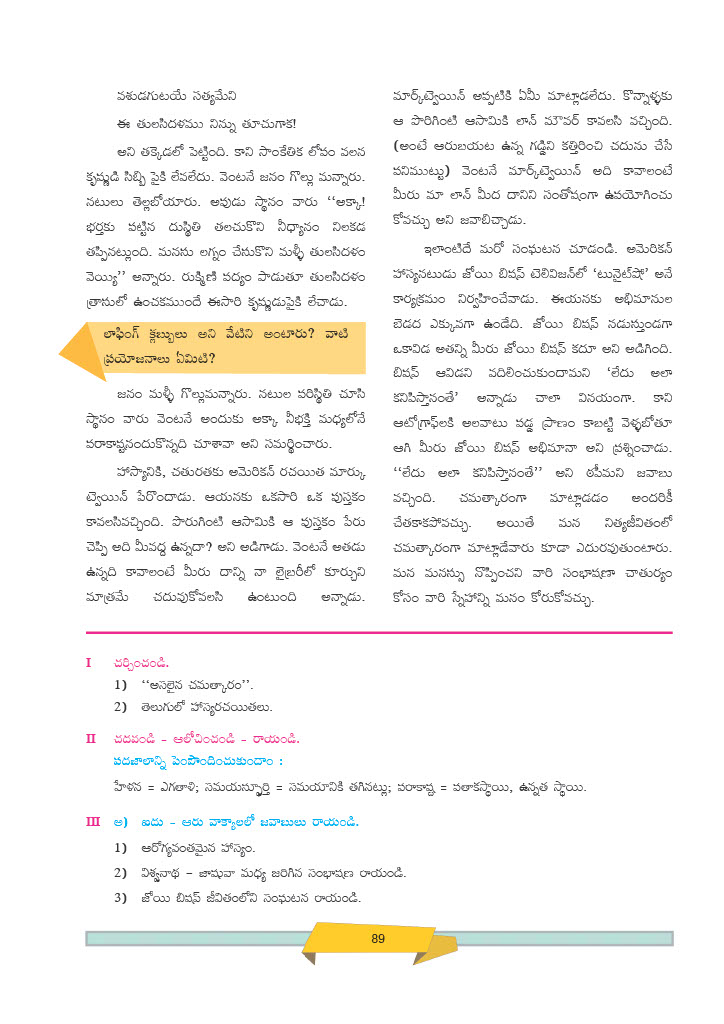 వశుడగుటయే సత్యమేని
ఈ తులసిదళము నిన్ను తూచుగాక!
అని తక్కెడలో పెట్టింది. కాని సాంకేతిక లోపం వలన
కృష్ణుడి సిబ్బి పైకి లేవలేదు. వెంటనే జనం గొల్లు మన్నారు.
నటులు తెల్లబోయారు. అపుడు స్థానం వారు ‘‘అక్కా!
భర్తకు పట్టిన దుస్థితి తలచుకొని నీధ్యానం నిలకడ
తప్పినట్లుంది. మనసు లగ్నం చేసుకొని మళ్ళీ తులసిదళం
వెయ్యి’’ అన్నారు. రుక్మిణి పద్యం పాడుతూ తులసిదళం
త్రాసులో ఉంచకముందే ఈసారి కృష్ణుడుపైకి లేచాడు.
లాఫింగ్ క్లబ్బులు అని వేటిని అంటారు? వాటి
ప్రయోజనాలు ఏమిటి?
జనం మళ్ళీ గొల్లుమన్నారు. నటుల పరిస్థితి చూసి
స్థానం వారు వెంటనే అందుకు అక్కా నీభక్తి మధ్యలోనే
పరాకాష్టనందుకొన్నది చూశావా అని సమర్థించారు.
హాస్యానికి, చతురతకు అమెరికన్ రచయిత మార్కు
ట్వెయిన్ పేరొందాడు. ఆయనకు ఒకసారి ఒక పుస్తకం
కావలసివచ్చింది. పొరుగింటి ఆసామికి ఆ పుస్తకం పేరు
చెప్పి అది మీవద్ద ఉన్నదా? అని అడిగాడు. వెంటనే అతడు
ఉన్నది కావాలంటే మీరు దాన్ని నా లైబ్రరీలో కూర్చుని
మాత్రమే చదువుకోవలసి ఉంటుంది అన్నాడు.
మార్క్‌ట్వెయిన్ అప్పటికి ఏమీ మాట్లాడలేదు. కొన్నాళ్ళకు
ఆ పొరిగింటి ఆసామికి లాన్ మౌవర్ కావలసి వచ్చింది.
(అంటే ఆరుబయట ఉన్న గడ్డిని కత్తిరించి చదును చేసే
పనిముట్టు) వెంటనే మార్క్‌ట్వెయిన్ అది కావాలంటే
మీరు మా లాన్ మీద దానిని సంతోషంగా ఉపయోగించు
కోవచ్చు అని జవాబిచ్చాడు.
ఇలాంటిదే మరో సంఘటన చూడండి. అమెరికన్
హాస్యనటుడు జోయి బిషప్ టెలివిజన్‌లో ‘టునైట్‌షో’ అనే
కార్యక్రమం నిర్వహించేవాడు. ఈయనకు అభిమానుల
బెడద ఎక్కువగా ఉండేది. జోయి బిషప్ నడుస్తుండగా
ఒకావిడ అతన్ని మీరు జోయి బిషప్ కదూ అని అడిగింది.
బిషప్ ఆవిడని వదిలించుకుందామని ‘లేదు అలా
కనిపిస్తానంతే’ అన్నాడు చాలా వినయంగా. కాని
ఆటోగ్రాఫ్‌లకి అలవాటు పడ్డ ప్రాణం కాబట్టి వెళ్ళబోతూ
ఆగి మీరు జోయి బిషప్ అభిమానా అని ప్రశ్నించాడు.
‘‘లేదు అలా కనిపిస్తానంతే’’ అని ఠపీమని జవాబు
వచ్చింది. చమత్కారంగా మాట్లాడడం అందరికీ
చేతకాకపోవచ్చు. అయితే మన నిత్యజీవితంలో
చమత్కారంగా మాట్లాడేవారు కూడా ఎదురవుతుంటారు.
మన మనస్సు నొప్పించని వారి సంభాషణా చాతుర్యం
కోసం వారి స్నేహాన్ని మనం కోరుకోవచ్చు.
I చర్చించండి.
1) ‘‘అసలైన చమత్కారం’’.
2) తెలుగులో హాస్యరచయితలు.
II చదవండి - ఆలోచించండి - రాయండి.
పదజాలాన్ని పెంపొందించుకుందాం :
హేళన = ఎగతాళి; సమయస్ఫూర్తి = సమయానికి తగినట్లు; పరాకాష్ఠ = పతాకస్థాయి, ఉన్నత స్థాయి.
III అ) ఐదు - ఆరు వాక్యాలలో జవాబులు రాయండి.
1) ఆరోగ్యవంతమైన హాస్యం.
2) విశ్వనాథ - జాషువా మధ్య జరిగిన సంభాషణ రాయండి.
3) జోయి బిషప్ జీవితంలోని సంఘటన రాయండి.
89